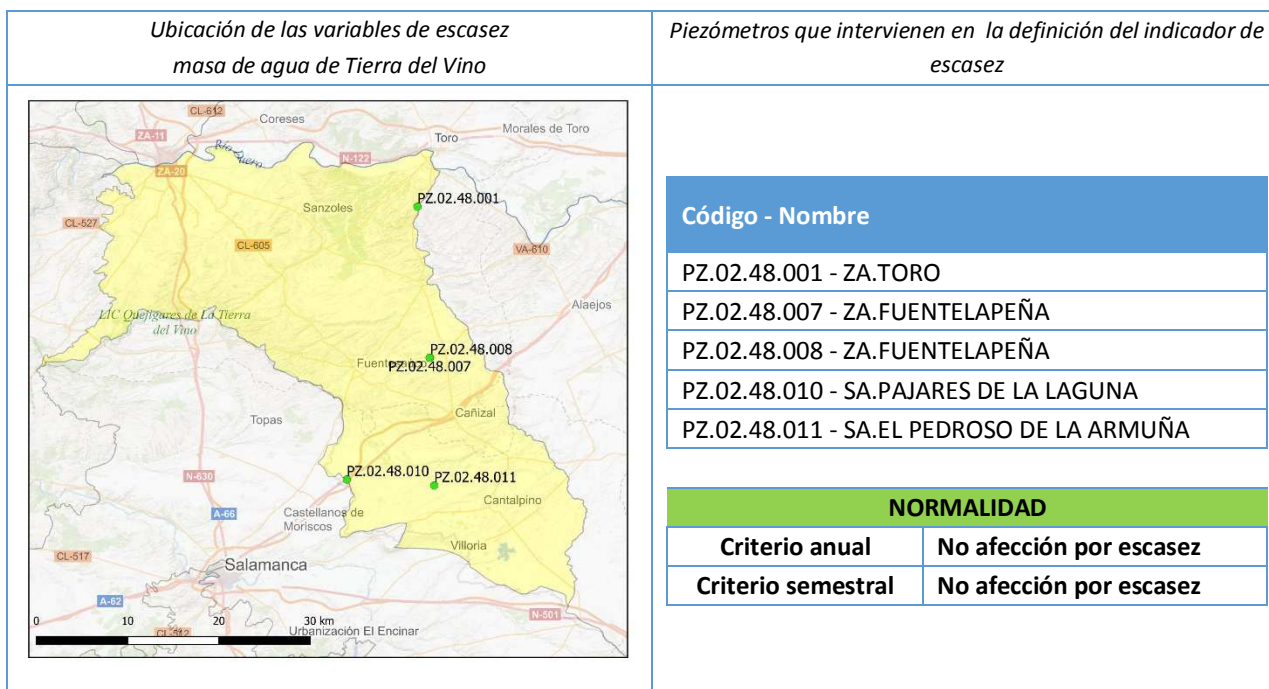 Ubicación de las variables de escasez
masa de agua de Tierra del Vino
Piezómetros que intervienen en la definición del indicador de
escasez
CL-612
Coreses
ZA-11
Toro
Morales de Toro
Río Duero
N-122
ZA-20
PZ.02.48.001
Sanzoles
CL-527
CL-605
VA-610
Alaejos
LIC Quejigares de La Tierra
del Vino
PZ.02.48.008
PZ.02.48.007
Cañizal
Topas
PZ.02.48.010
PZ.02.48.011
N-630
Cantalpino
A-66
Castellanos de
Moriscos
Villoria
CL-517
Salamanca
A-62
N-501
0 10 20 30 km
CL-512
Urbanización El Encinar
Código - Nombre
PZ.02.48.001 - ZA.TORO
PZ.02.48.007 - ZA.FUENTELAPEÑA
PZ.02.48.008 - ZA.FUENTELAPEÑA
PZ.02.48.010 - SA.PAJARES DE LA LAGUNA
PZ.02.48.011 - SA.EL PEDROSO DE LA ARMUÑA
NORMALIDAD
Criterio anual No afección por escasez
Criterio semestral No afección por escasez